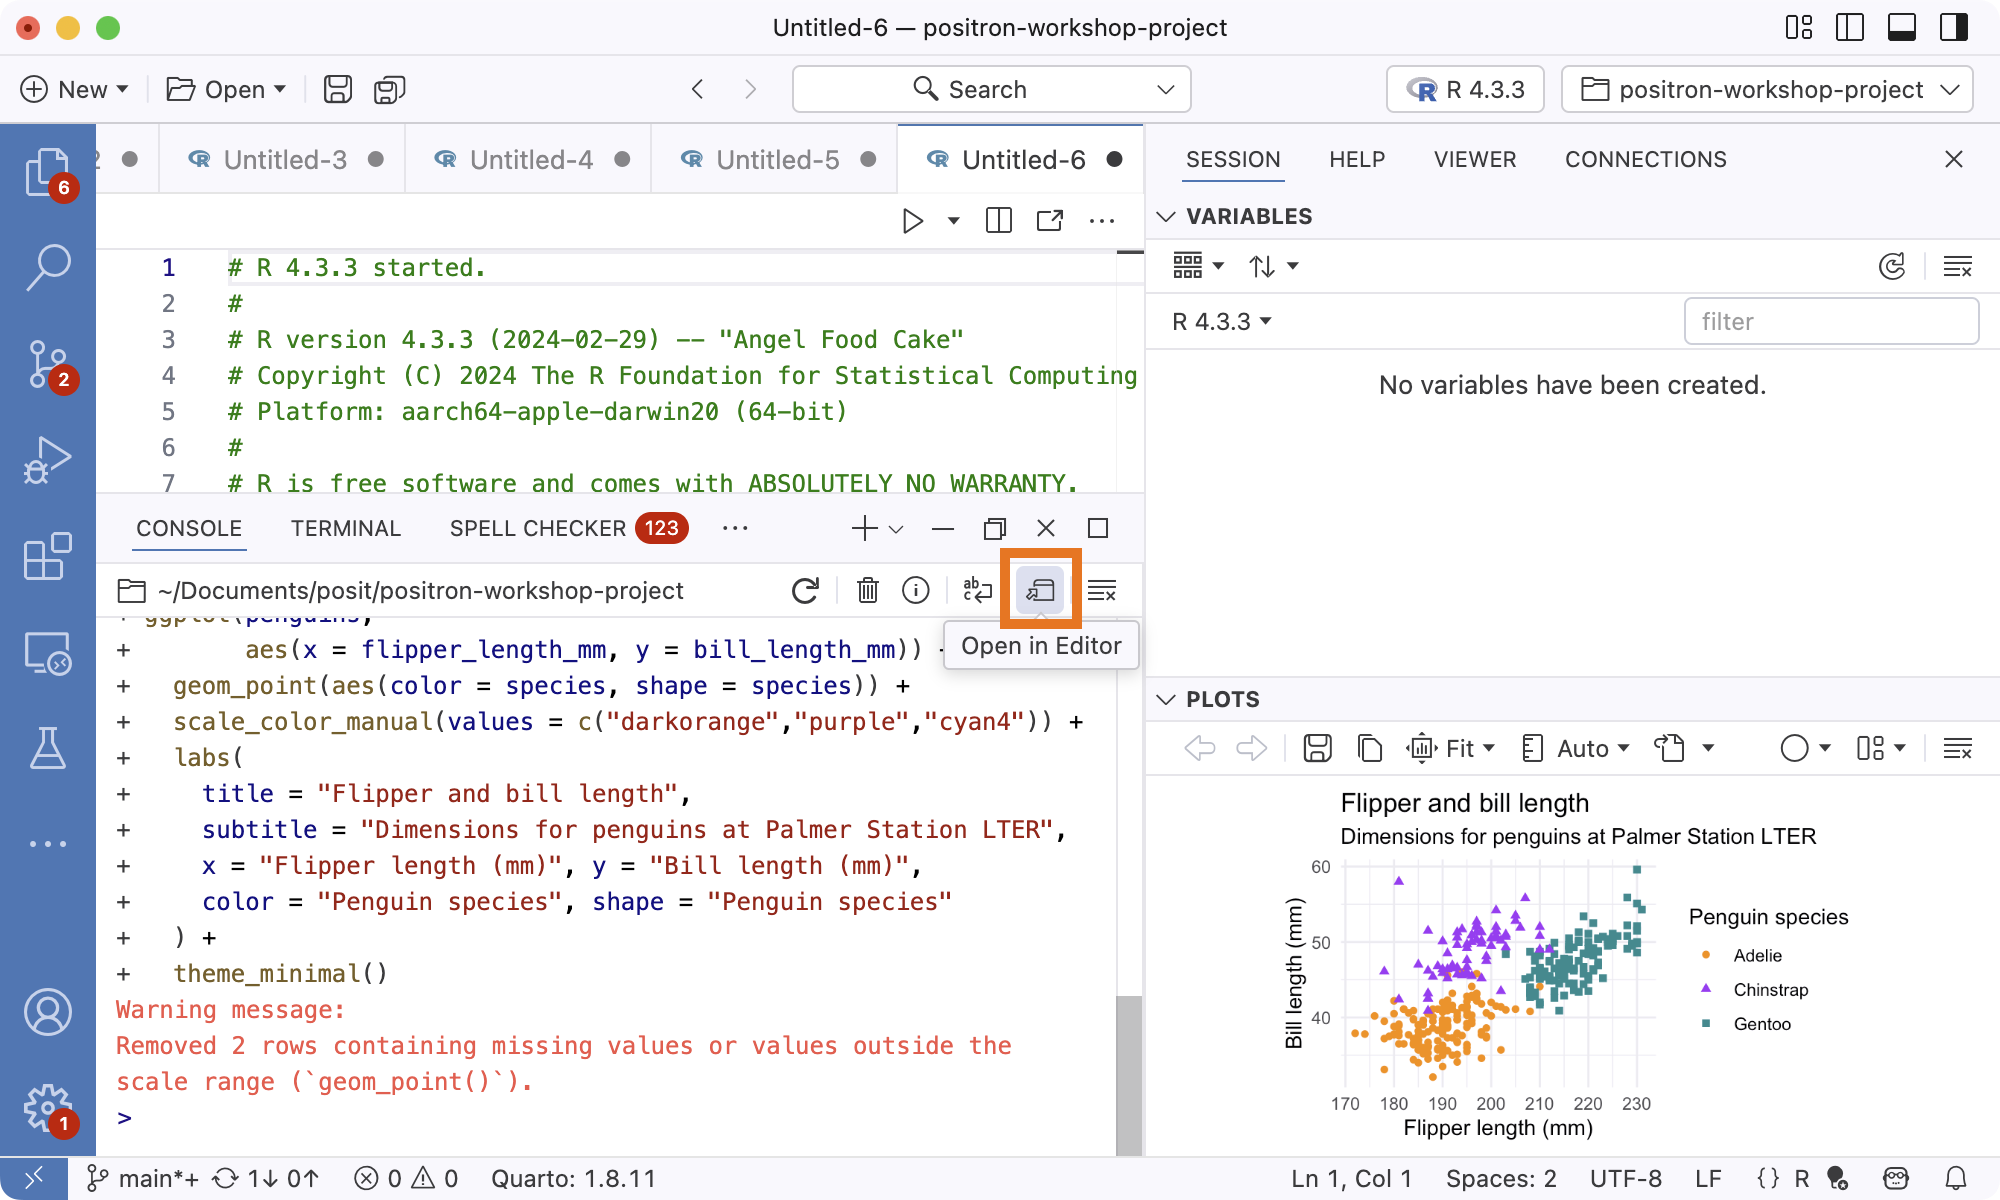 Untitled-6 — positron-workshop-project
New
Open
Search
R 4.3.3
positron-workshop-project
Untitled-3
Untitled-4
Untitled-5
Untitled-6
SESSION
HELP
VIEWER
CONNECTIONS
6
2
1
VARIABLES
R 4.3.3
filter
No variables have been created.
1 # R 4.3.3 started.
2 #
3 # R version 4.3.3 (2024-02-29) -- "Angel Food Cake"
4 # Copyright (C) 2024 The R Foundation for Statistical Computing
5 # Platform: aarch64-apple-darwin20 (64-bit)
6 #
7 # R is free software and comes with ABSOLUTELY NO WARRANTY.
CONSOLE
TERMINAL
SPELL CHECKER 123
~/Documents/posit/positron-workshop-project
Open in Editor
+ ggplot(penguins,
+ aes(x = flipper_length_mm, y = bill_length_mm))
+ geom_point(aes(color = species, shape = species)) +
+ scale_color_manual(values = c("darkorange","purple","cyan4")) +
+ labs(
+ title = "Flipper and bill length",
+ subtitle = "Dimensions for penguins at Palmer Station LTER",
+ x = "Flipper length (mm)", y = "Bill length (mm)",
+ color = "Penguin species", shape = "Penguin species"
+ ) +
+ theme_minimal()
Warning message:
Removed 2 rows containing missing values or values outside the
scale range (`geom_point()`).
>
PLOTS
Fit
Auto
Flipper and bill length
Dimensions for penguins at Palmer Station LTER
60
50
40
Bill length (mm)
170 180 190 200 210 220 230
Flipper length (mm)
Penguin species
Adelie
Chinstrap
Gentoo
main*+ 1↓ 0↑ 0 0 Quarto: 1.8.11
Ln 1, Col 1 Spaces: 2 UTF-8 LF {} R